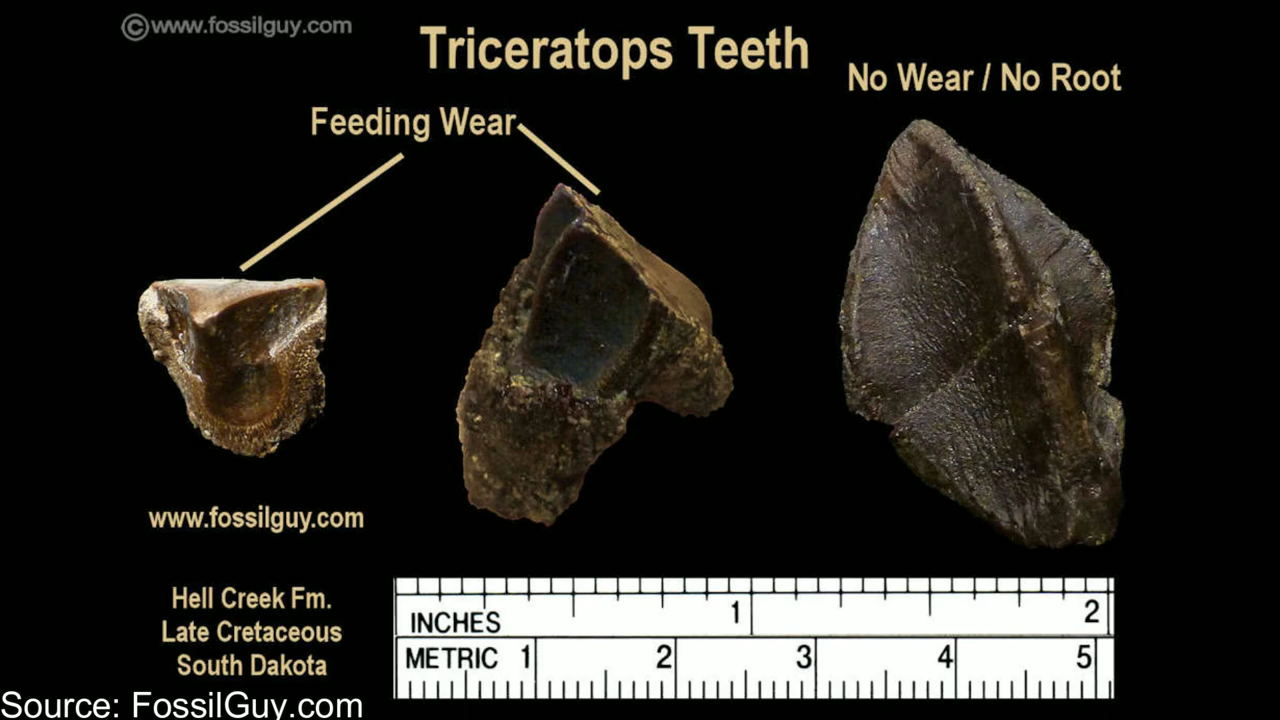 ©www.fossilguy.com
Triceratops Teeth
No Wear / No Root
Feeding Wear
www.fossilguy.com
Hell Creek Fm.
Late Cretaceous
South Dakota
INCHES 1 2
METRIC 1 2 3 4 5
Source: FossilGuy.com